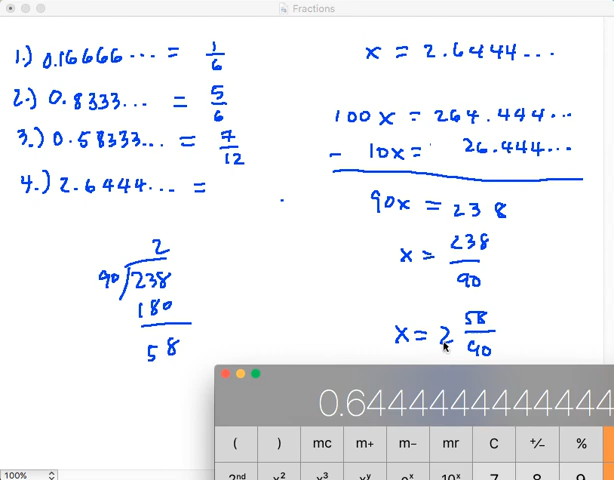 Fractions
1.) 0.16666... = 1/6
2.) 0.8333... = 5/6
3.) 0.58333... = 7/12
4.) 2.6444... =
2
90 238
180
58
x = 2.6444...
100x = 264.444...
- 10x = 26.444...
90x = 238
x = 238/90
x = 2 58/90
0.6444444444444
( ) mc m+ m- mr C +/- % 
2nd x² x³ xʸ eˣ 10ˣ 7 8 9
100%